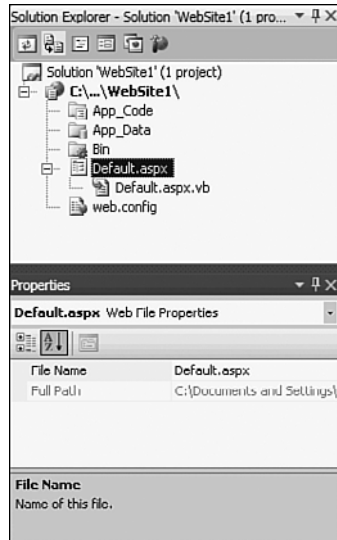 Solution Explorer - Solution 'WebSite1' (1 pro...
Solution 'WebSite1' (1 project)
C:\...\WebSite1\
App_Code
App_Data
Bin
Default.aspx
Default.aspx.vb
web.config
Properties
Default.aspx Web File Properties
File Name Default.aspx
Full Path C:\Documents and Settings\
File Name
Name of this file.